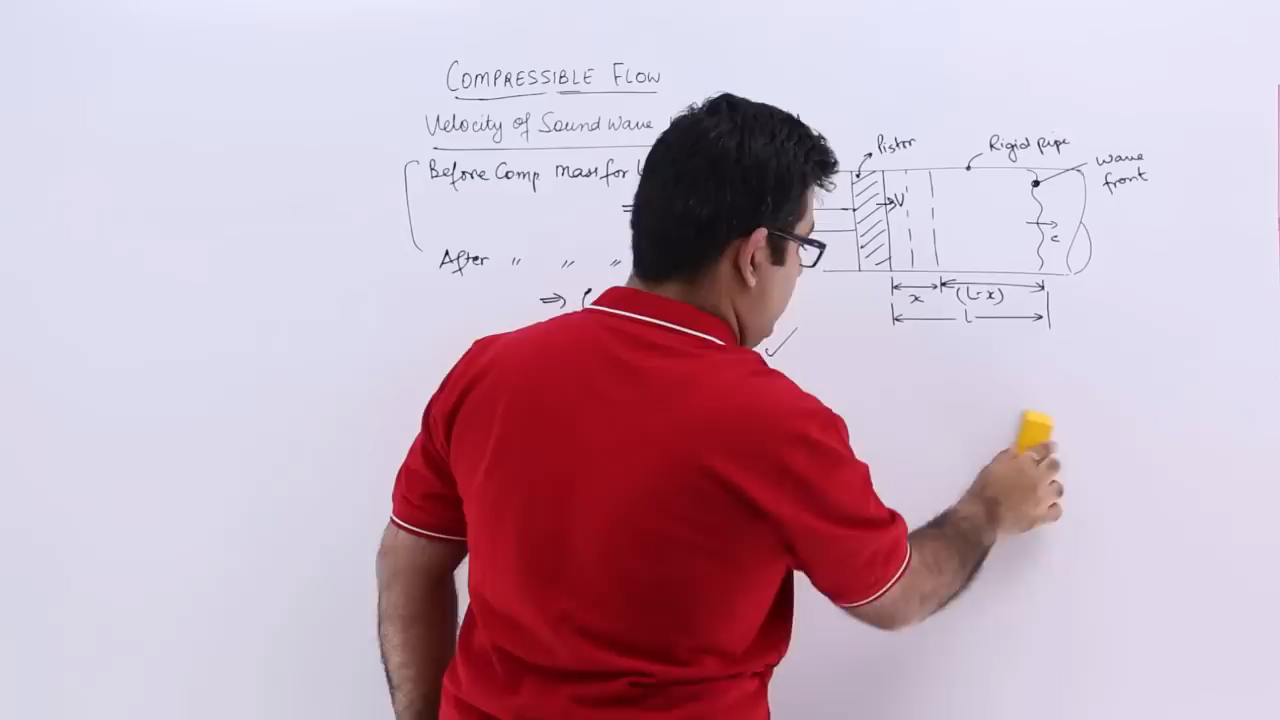 COMPRESSIBLE FLOW
Velocity of Sound wave
Before Comp mass for
After " " "
⇒ (
Piston
Rigid pipe
wave
front
V
c
x
(L-x)
L